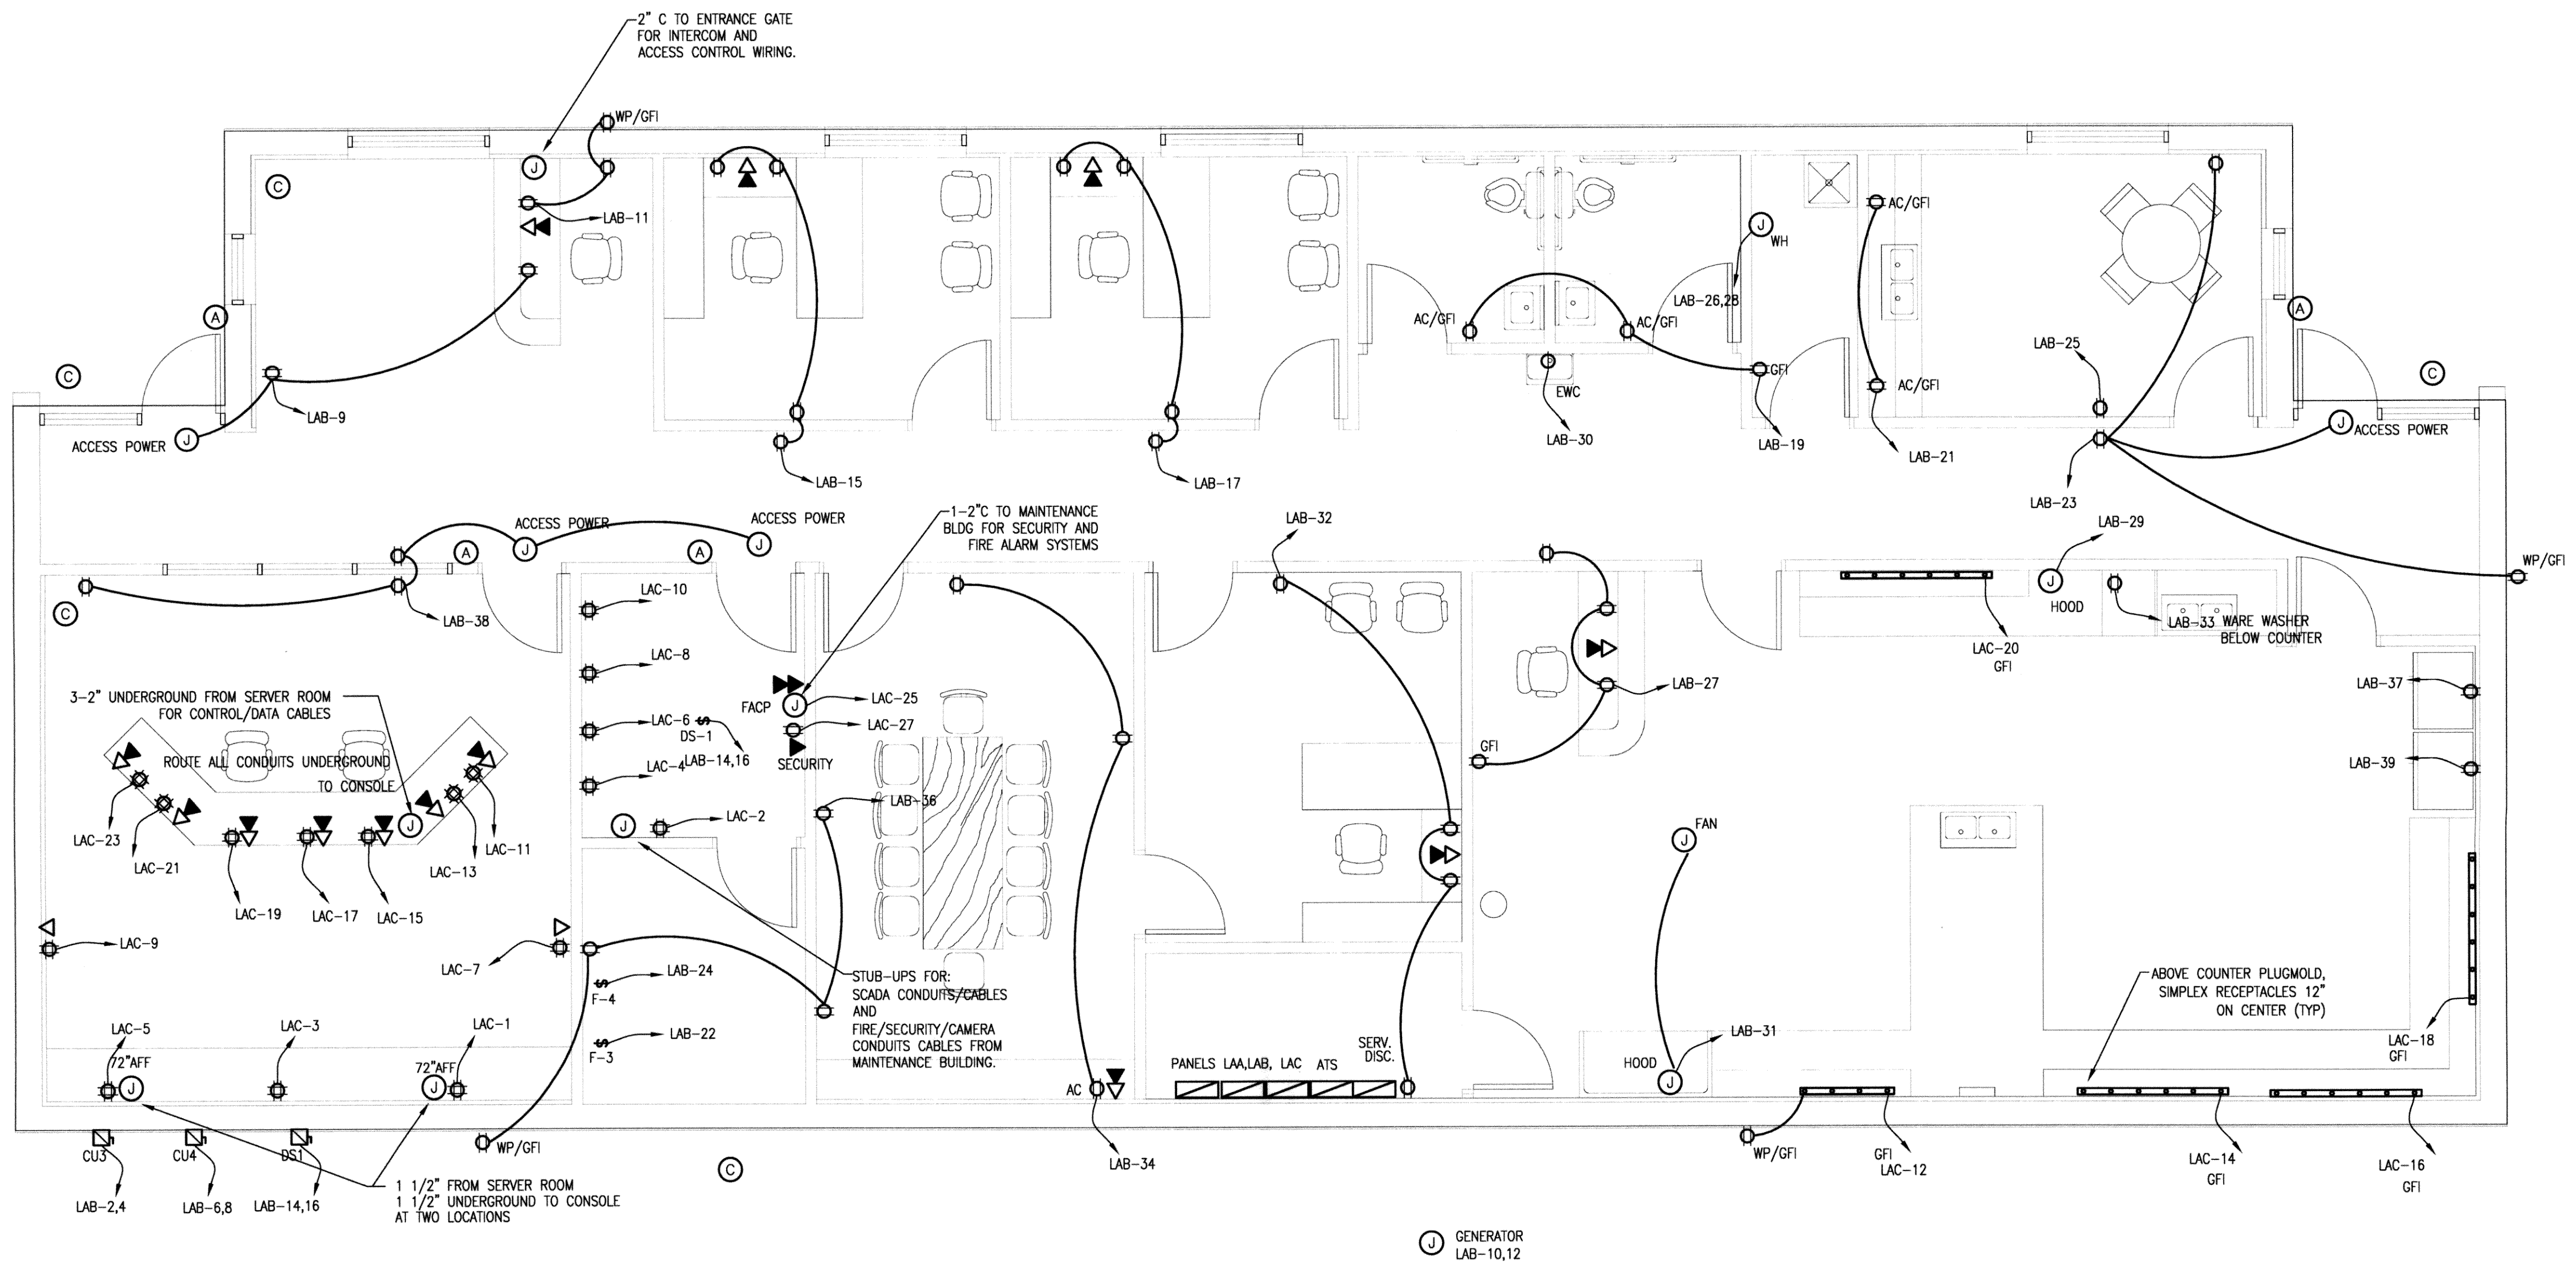 2" C TO ENTRANCE GATE
FOR INTERCOM AND
ACCESS CONTROL WIRING.
WP/GFI
J
C
LAB-11
A
C
LAB-9
ACCESS POWER
J
LAB-15
LAB-17
AC/GFI
AC/GFI
EWC
LAB-30
J
WH
LAB-26,28
GFI
LAB-19
AC/GFI
AC/GFI
LAB-21
LAB-25
LAB-23
A
C
J
ACCESS POWER
WP/GFI
ACCESS POWER
J
ACCESS POWER
J
A
A
C
LAB-38
1-2"C TO MAINTENANCE
BLDG FOR SECURITY AND
FIRE ALARM SYSTEMS
LAB-32
LAB-29
J
HOOD
LAB-33
WARE WASHER
BELOW COUNTER
LAC-20
GFI
LAC-10
LAC-8
LAC-6
S
DS-1
LAB-14,16
LAC-4
LAC-2
J
FACP
J
LAC-25
LAC-27
SECURITY
LAB-36
3-2" UNDERGROUND FROM SERVER ROOM
FOR CONTROL/DATA CABLES
ROUTE ALL CONDUITS UNDERGROUND
TO CONSOLE
J
LAC-23
LAC-21
LAC-19
LAC-17
LAC-15
LAC-13
LAC-11
LAC-9
LAC-7
LAB-27
GFI
LAB-37
LAB-39
J
FAN
S
F-4
LAB-24
S
F-3
LAB-22
STUB-UPS FOR:
SCADA CONDUITS/CABLES
AND
FIRE/SECURITY/CAMERA
CONDUITS CABLES FROM
MAINTENANCE BUILDING.
LAC-5
72"AFF
J
LAC-3
LAC-1
72"AFF
J
AC
LAB-34
PANELS LAA,LAB, LAC ATS
SERV.
DISC.
HOOD
J
LAB-31
ABOVE COUNTER PLUGMOLD,
SIMPLEX RECEPTACLES 12"
ON CENTER (TYP)
LAC-18
GFI
WP/GFI
GFI
LAC-12
LAC-14
GFI
LAC-16
GFI
CU3
CU4
DS1
LAB-2,4
LAB-6,8
LAB-14,16
WP/GFI
C
1 1/2" FROM SERVER ROOM
1 1/2" UNDERGROUND TO CONSOLE
AT TWO LOCATIONS
J
GENERATOR
LAB-10,12